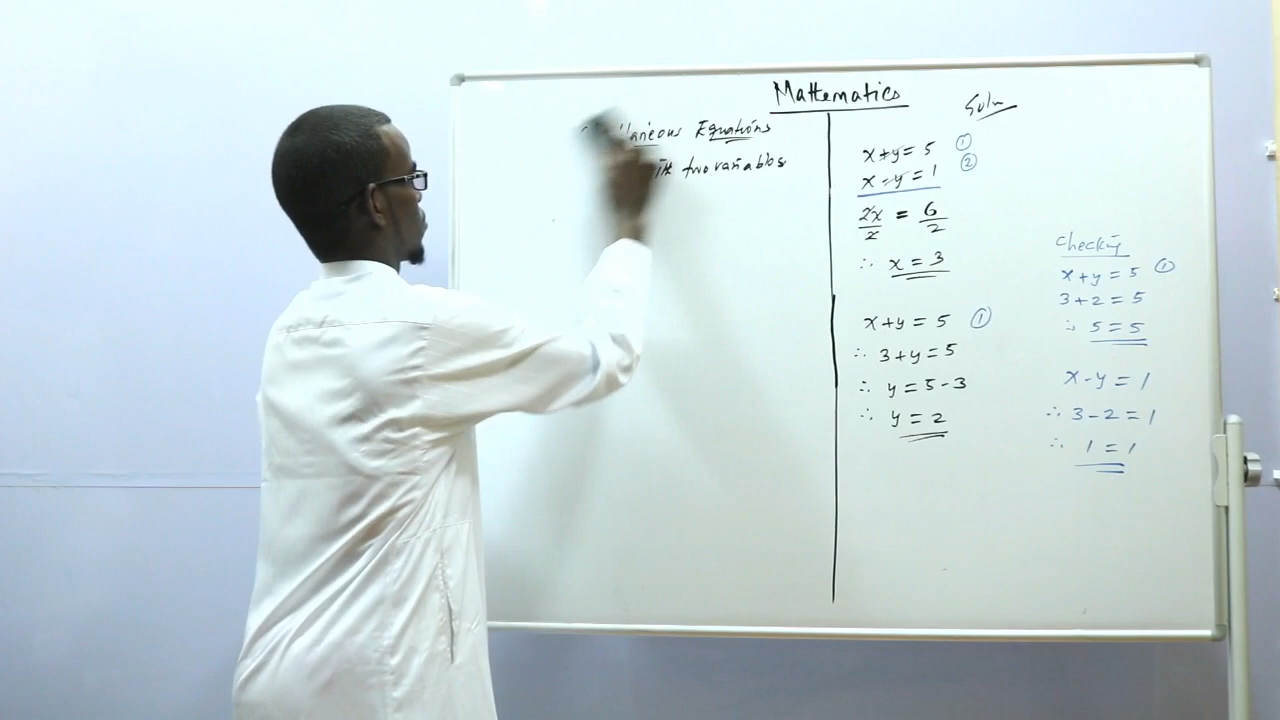 Mathematics
Equations
two variables
Soln
x+y = 5 ①
x-y = 1 ②
2x/2 = 6/2
∴ x = 3
x+y = 5 ①
∴ 3+y = 5
∴ y = 5-3
∴ y = 2
checking
x+y = 5 ①
3+2 = 5
∴ 5 = 5
x-y = 1
∴ 3-2 = 1
∴ 1 = 1